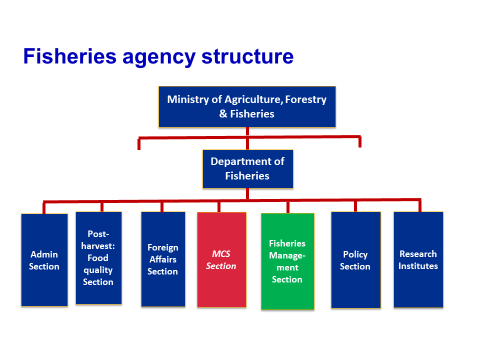 Fisheries agency structure
Ministry of Agriculture, Forestry
& Fisheries
Department of
Fisheries
Admin
Section
Post-
harvest:
Food
quality
Section
Foreign
Affairs
Section
MCS
Section
Fisheries
Manage-
ment
Section
Policy
Section
Research
Institutes